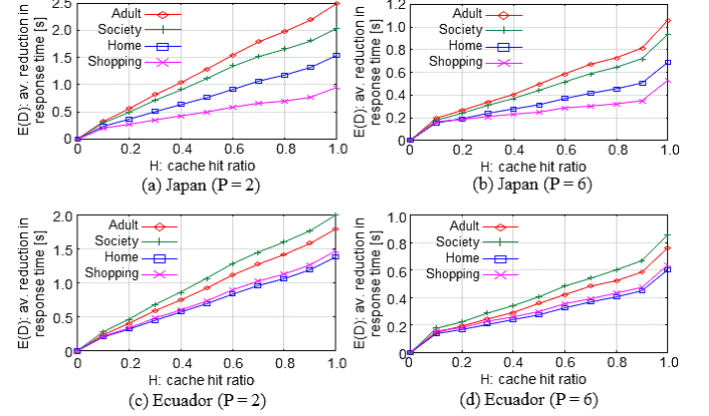 E(D): av. reduction in
response time [s]
2.5
2.0
1.5
1.0
0.5
0
Adult
Society
Home
Shopping
0 0.2 0.4 0.6 0.8 1.0
H: cache hit ratio
(a) Japan (P = 2)
E(D): av. reduction in
response time [s]
1.2
1.0
0.8
0.6
0.4
0.2
0
Adult
Society
Home
Shopping
0 0.2 0.4 0.6 0.8 1.0
H: cache hit ratio
(b) Japan (P = 6)
E(D): av. reduction in
response time [s]
2.0
1.5
1.0
0.5
0
Adult
Society
Home
Shopping
0 0.2 0.4 0.6 0.8 1.0
H: cache hit ratio
(c) Ecuador (P = 2)
E(D): av. reduction in
response time [s]
1.0
0.8
0.6
0.4
0.2
0
Adult
Society
Home
Shopping
0 0.2 0.4 0.6 0.8 1.0
H: cache hit ratio
(d) Ecuador (P = 6)